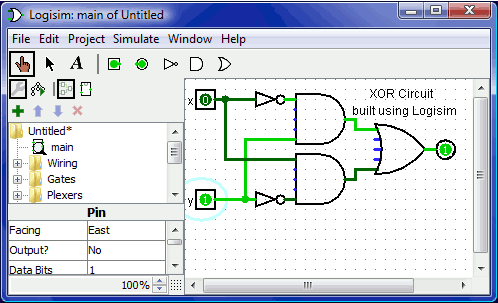 Logisim: main of Untitled
File Edit Project Simulate Window Help
A
XOR Circuit
built using Logisim
x 0
1
y 1
Untitled*
main
Wiring
Gates
Plexers
Pin
Facing East
Output? No
Data Bits 1
100%